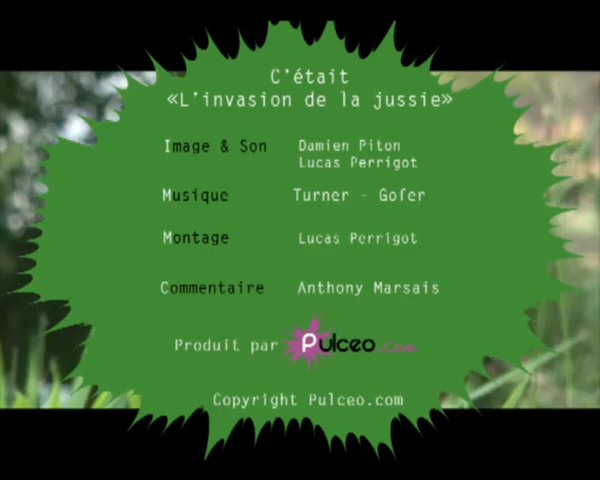 C'était
«L'invasion de la jussie»
Image & Son Damien Piton
Lucas Perrigot
Musique Turner - Gofer
Montage Lucas Perrigot
Commentaire Anthony Marsais
Produit par Pulceo.com
Copyright Pulceo.com